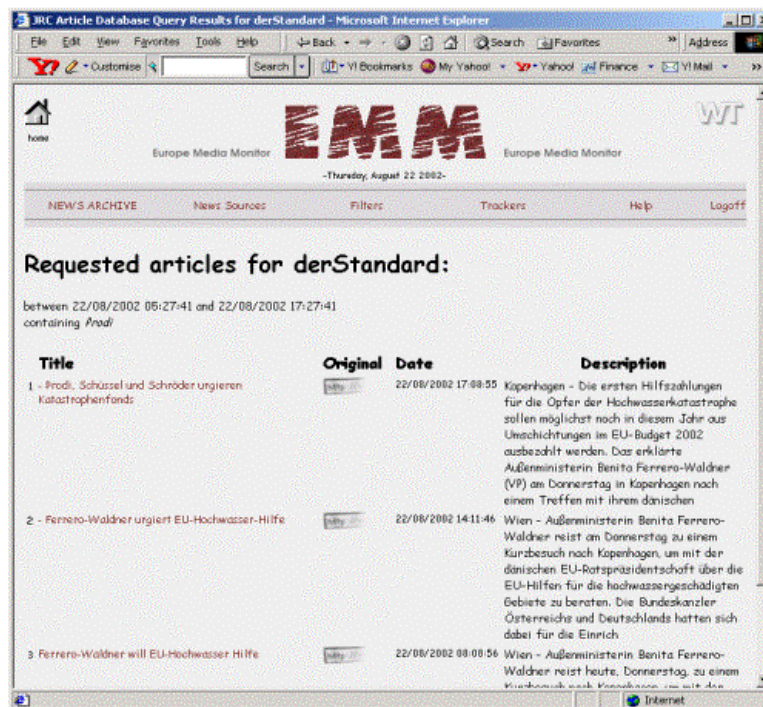 JRC Article Database Query Results for derStandard - Microsoft Internet Explorer
File Edit View Favorites Tools Help Back Search Favorites » Address
Y! Customise Search Y! Bookmarks My Yahoo! Yahoo! Finance Y! Mail »
WT
home
Europe Media Monitor EMM Europe Media Monitor
-Thursday, August 22 2002-
NEWS ARCHIVE News Sources Filters Trackers Help Logoff
Requested articles for derStandard:
between 22/08/2002 05:27:41 and 22/08/2002 17:27:41
containing Prodi
Title Original Date Description
1 - Prodi, Schüssel und Schröder urgieren 22/08/2002 17:08:55 Kopenhagen - Die ersten Hilfszahlungen
Katastrophenfonds für die Opfer der Hochwasserkatastrophe
sollen möglichst noch in diesem Jahr aus
Umschichtungen im EU-Budget 2002
ausbezahlt werden. Das erklärte
Außenministerin Benita Ferrero-Waldner
(VP) am Donnerstag in Kopenhagen nach
einem Treffen mit ihrem dänischen
2 - Ferrero-Waldner urgiert EU-Hochwasser-Hilfe 22/08/2002 14:11:46 Wien - Außenministerin Benita Ferrero-
Waldner reist am Donnerstag zu einem
Kurzbesuch nach Kopenhagen, um mit der
dänischen EU-Ratspräsidentschaft über die
EU-Hilfen für die hochwassergeschädigten
Gebiete zu beraten. Die Bundeskanzler
Österreichs und Deutschlands hatten sich
dabei für die Einrich
3 Ferrero-Waldner will EU-Hochwasser Hilfe 22/08/2002 08:08:56 Wien - Außenministerin Benita Ferrero-
Waldner reist heute, Donnerstag, zu einem
Kurzbesuch nach Kopenhagen, um mit der
Internet